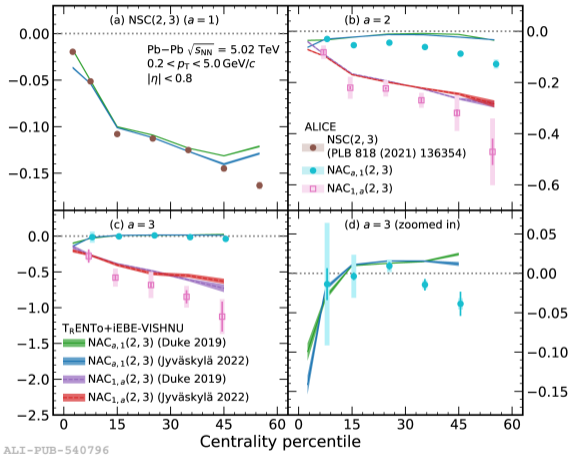 (a) NSC(2, 3) (a = 1)
Pb−Pb √sNN = 5.02 TeV
0.2 < pT < 5.0 GeV/c
|η| < 0.8
0.00
−0.05
−0.10
−0.15
(b) a = 2
ALICE
NSC(2, 3)
(PLB 818 (2021) 136354)
NACa,1(2, 3)
NAC1,a(2, 3)
0.0
−0.2
−0.4
−0.6
(c) a = 3
TRENTo+iEBE-VISHNU
NACa,1(2, 3) (Duke 2019)
NACa,1(2, 3) (Jyväskylä 2022)
NAC1,a(2, 3) (Duke 2019)
NAC1,a(2, 3) (Jyväskylä 2022)
0.0
−0.5
−1.0
−1.5
−2.0
−2.5
0 15 30 45 60
(d) a = 3 (zoomed in)
0.05
0.00
−0.05
−0.10
−0.15
0 15 30 45 60
Centrality percentile
ALI-PUB-540796